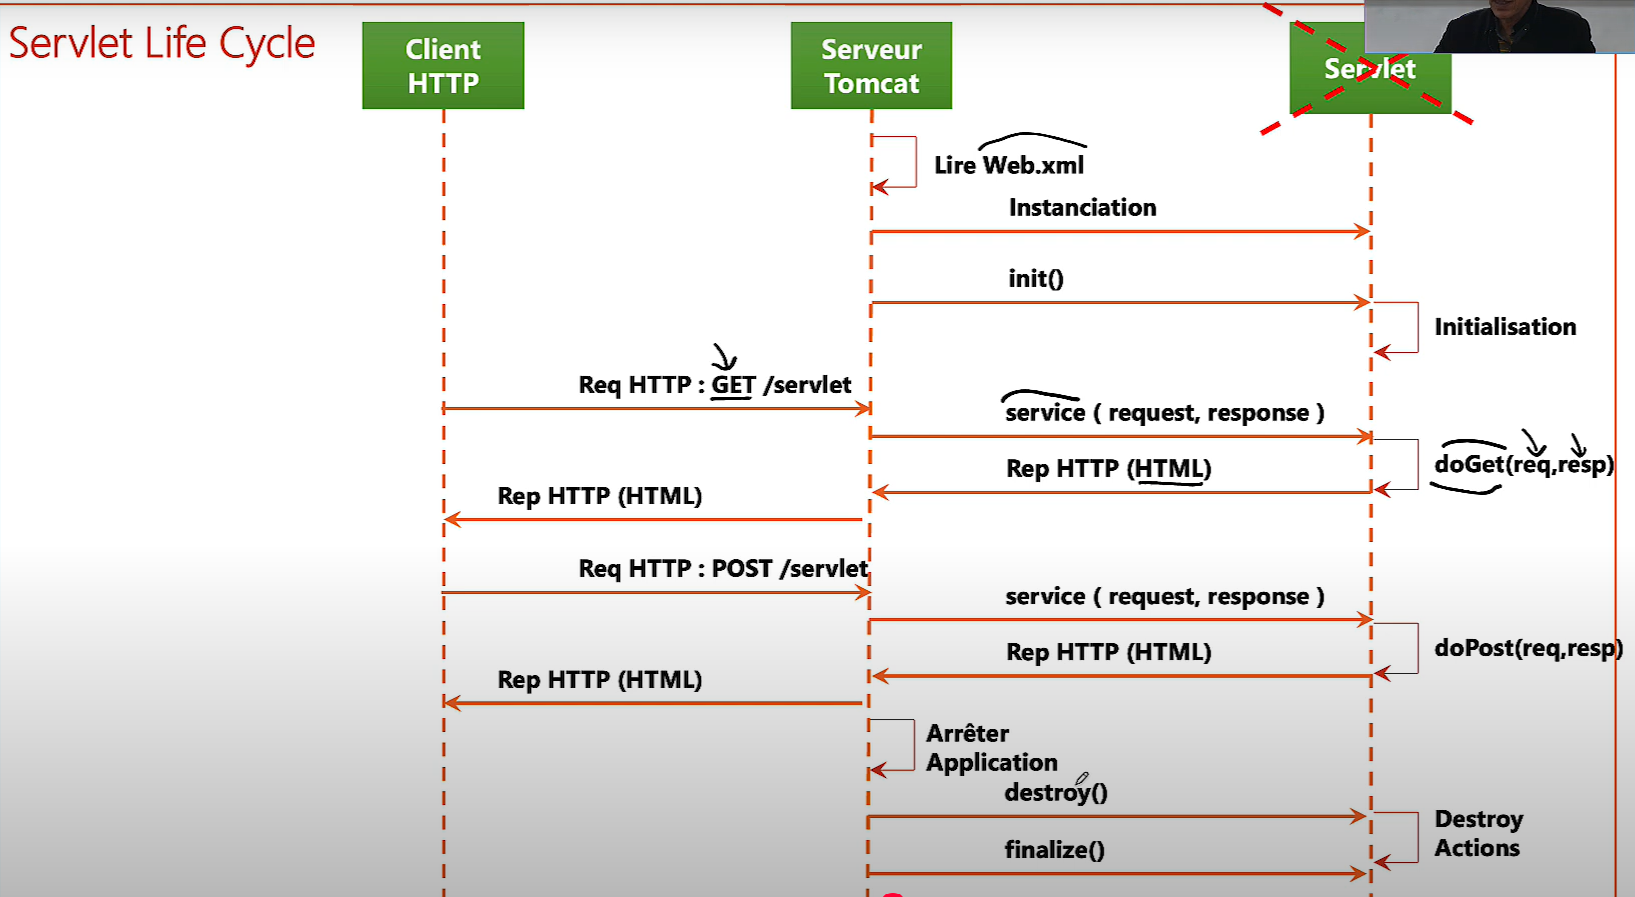 Servlet Life Cycle
Client
HTTP
Serveur
Tomcat
Servlet
Lire Web.xml
Instanciation
init()
Initialisation
Req HTTP : GET /servlet
service ( request, response )
doGet(req,resp)
Rep HTTP (HTML)
Rep HTTP (HTML)
Req HTTP : POST /servlet
service ( request, response )
doPost(req,resp)
Rep HTTP (HTML)
Rep HTTP (HTML)
Arrêter
Application
destroy()
Destroy
Actions
finalize()